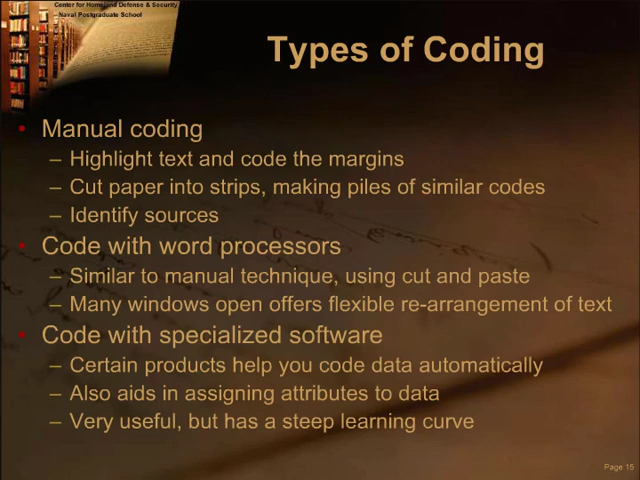 Center for Homeland Defense & Security
Naval Postgraduate School
Types of Coding
• Manual coding
– Highlight text and code the margins
– Cut paper into strips, making piles of similar codes
– Identify sources
• Code with word processors
– Similar to manual technique, using cut and paste
– Many windows open offers flexible re-arrangement of text
• Code with specialized software
– Certain products help you code data automatically
– Also aids in assigning attributes to data
– Very useful, but has a steep learning curve
Page 15